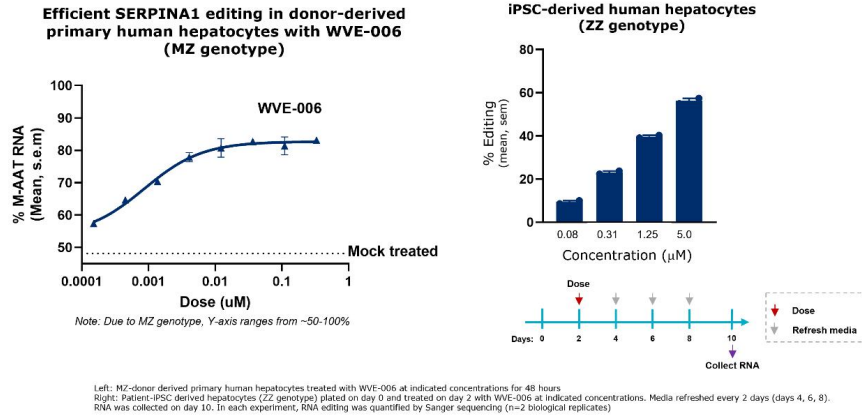 Efficient SERPINA1 editing in donor-derived
primary human hepatocytes with WVE-006
(MZ genotype)
100
90
80
70
60
50
% M-AAT RNA
(Mean, s.e.m)
WVE-006
Mock treated
0.0001
0.001
0.01
0.1
1
Dose (uM)
Note: Due to MZ genotype, Y-axis ranges from ~50-100%
iPSC-derived human hepatocytes
(ZZ genotype)
80
60
40
20
0
% Editing
(mean, sem)
0.08
0.31
1.25
5.0
Concentration (μM)
Dose
Days:
0
2
4
6
8
10
Collect RNA
Dose
Refresh media
Left: MZ-donor derived primary human hepatocytes treated with WVE-006 at indicated concentrations for 48 hours
Right: Patient-iPSC derived hepatocytes (ZZ genotype) plated on day 0 and treated on day 2 with WVE-006 at indicated concentrations. Media refreshed every 2 days (days 4, 6, 8).
RNA was collected on day 10. In each experiment, RNA editing was quantified by Sanger sequencing (n=2 biological replicates)